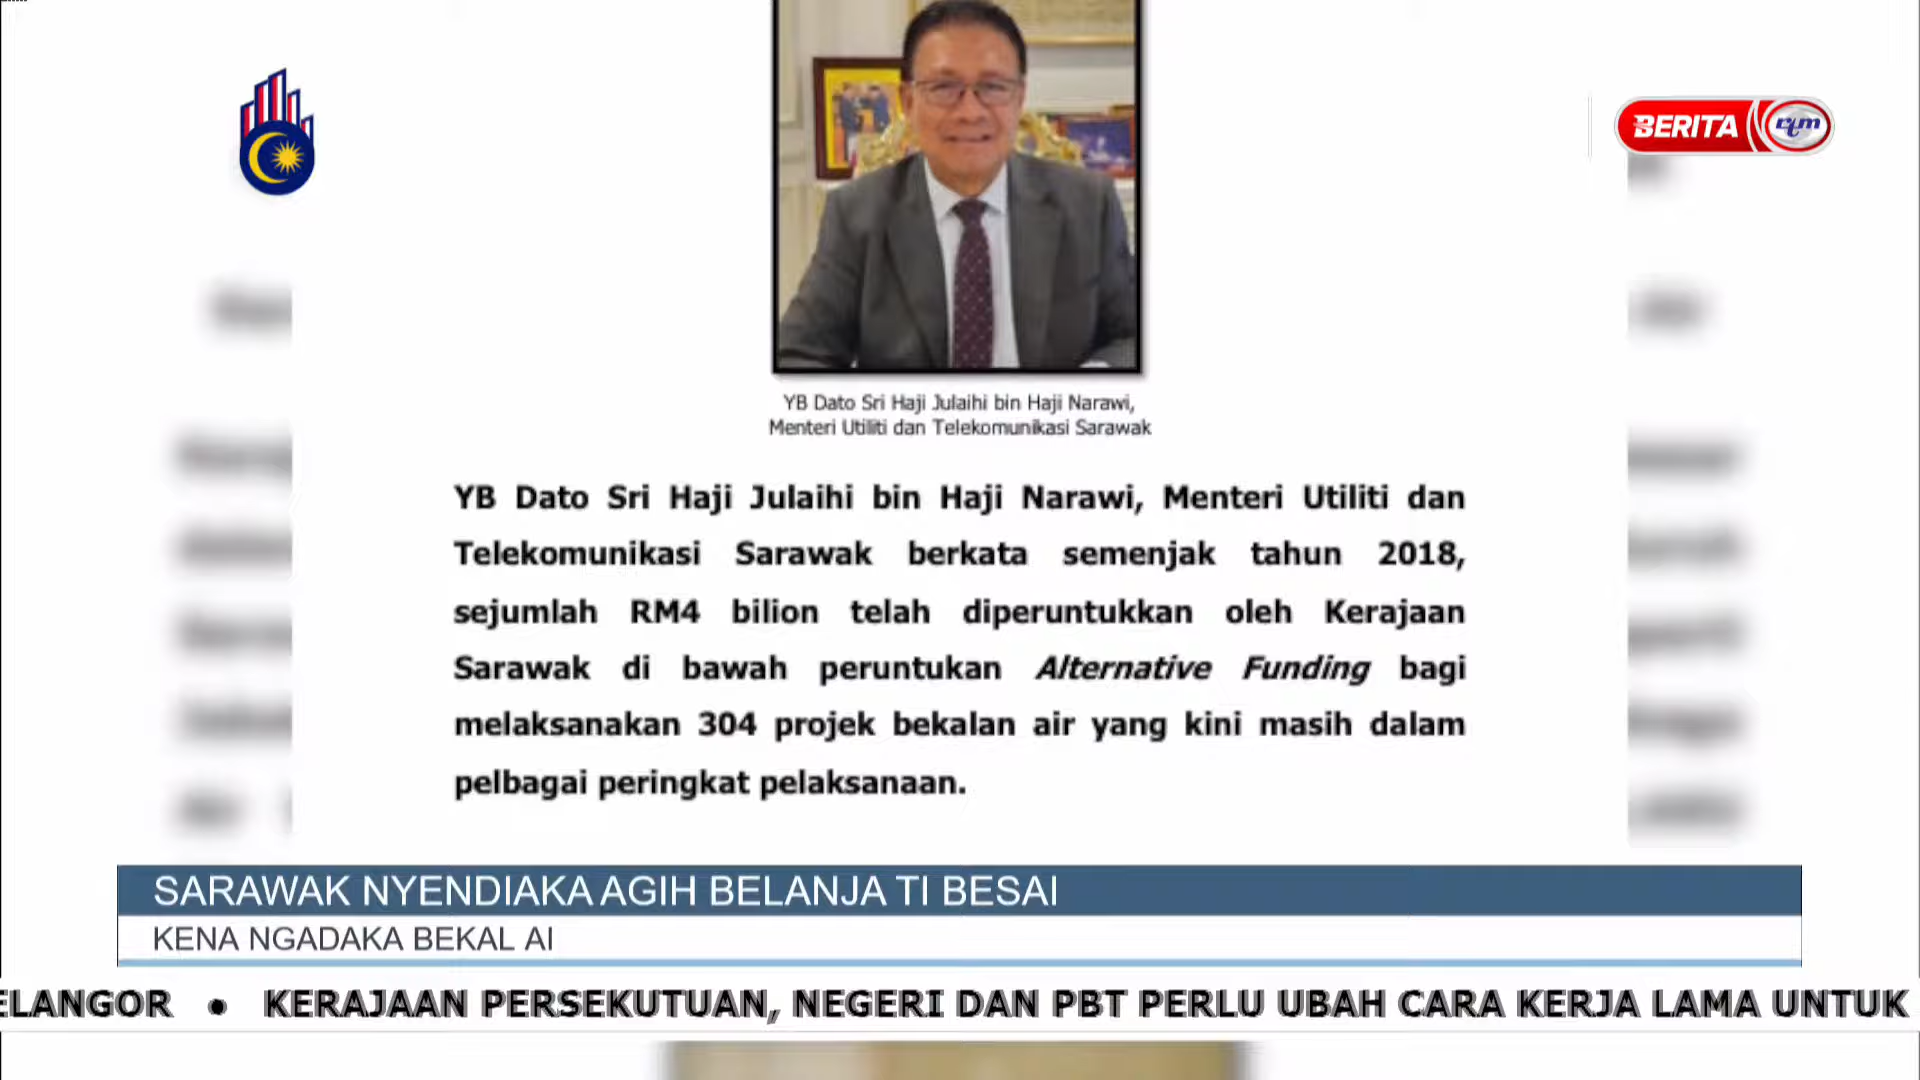 BERITA rtm
YB Dato Sri Haji Julaihi bin Haji Narawi,
Menteri Utiliti dan Telekomunikasi Sarawak
YB Dato Sri Haji Julaihi bin Haji Narawi, Menteri Utiliti dan
Telekomunikasi Sarawak berkata semenjak tahun 2018,
sejumlah RM4 bilion telah diperuntukkan oleh Kerajaan
Sarawak di bawah peruntukan Alternative Funding bagi
melaksanakan 304 projek bekalan air yang kini masih dalam
pelbagai peringkat pelaksanaan.
SARAWAK NYENDIAKA AGIH BELANJA TI BESAI
KENA NGADAKA BEKAL AI
ELANGOR • KERAJAAN PERSEKUTUAN, NEGERI DAN PBT PERLU UBAH CARA KERJA LAMA UNTUK